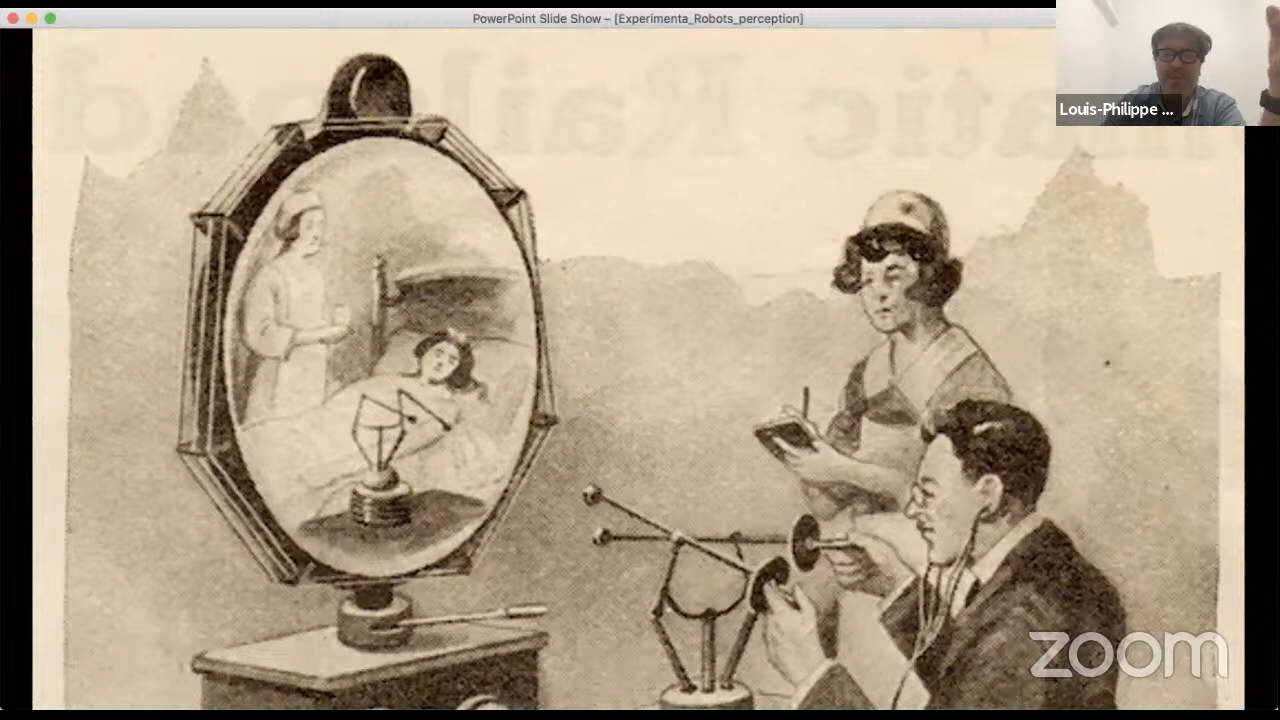 PowerPoint Slide Show – [Experimenta_Robots_perception]
Louis-Philippe ...
zoom